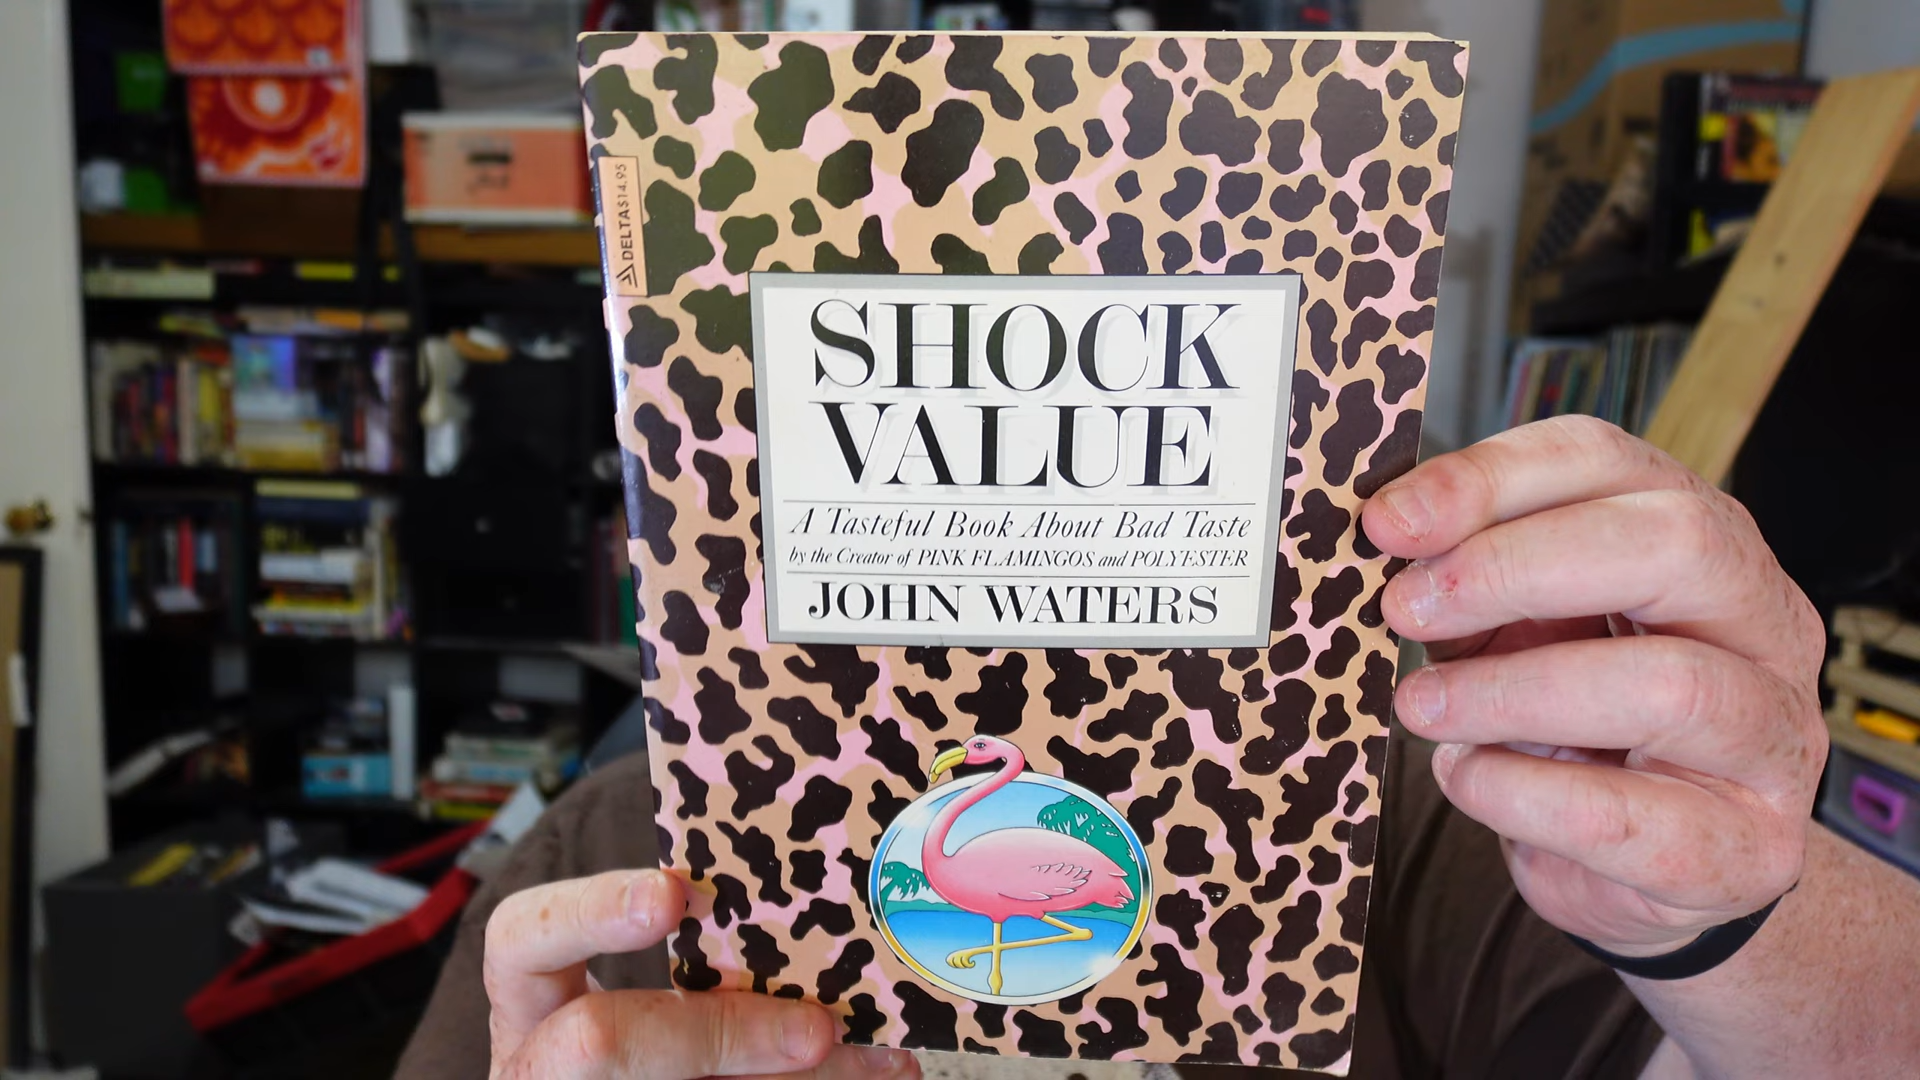 DELTA $14.95
SHOCK
VALUE
A Tasteful Book About Bad Taste
by the Creator of PINK FLAMINGOS and POLYESTER
JOHN WATERS